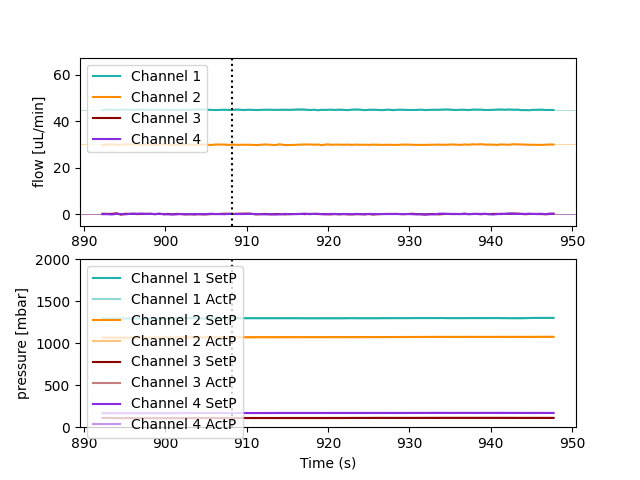 60
40
20
0
flow [uL/min]
Channel 1
Channel 2
Channel 3
Channel 4
890 900 910 920 930 940 950
2000
1500
1000
500
0
pressure [mbar]
Channel 1 SetP
Channel 1 ActP
Channel 2 SetP
Channel 2 ActP
Channel 3 SetP
Channel 3 ActP
Channel 4 SetP
Channel 4 ActP
890 900 910 920 930 940 950
Time (s)